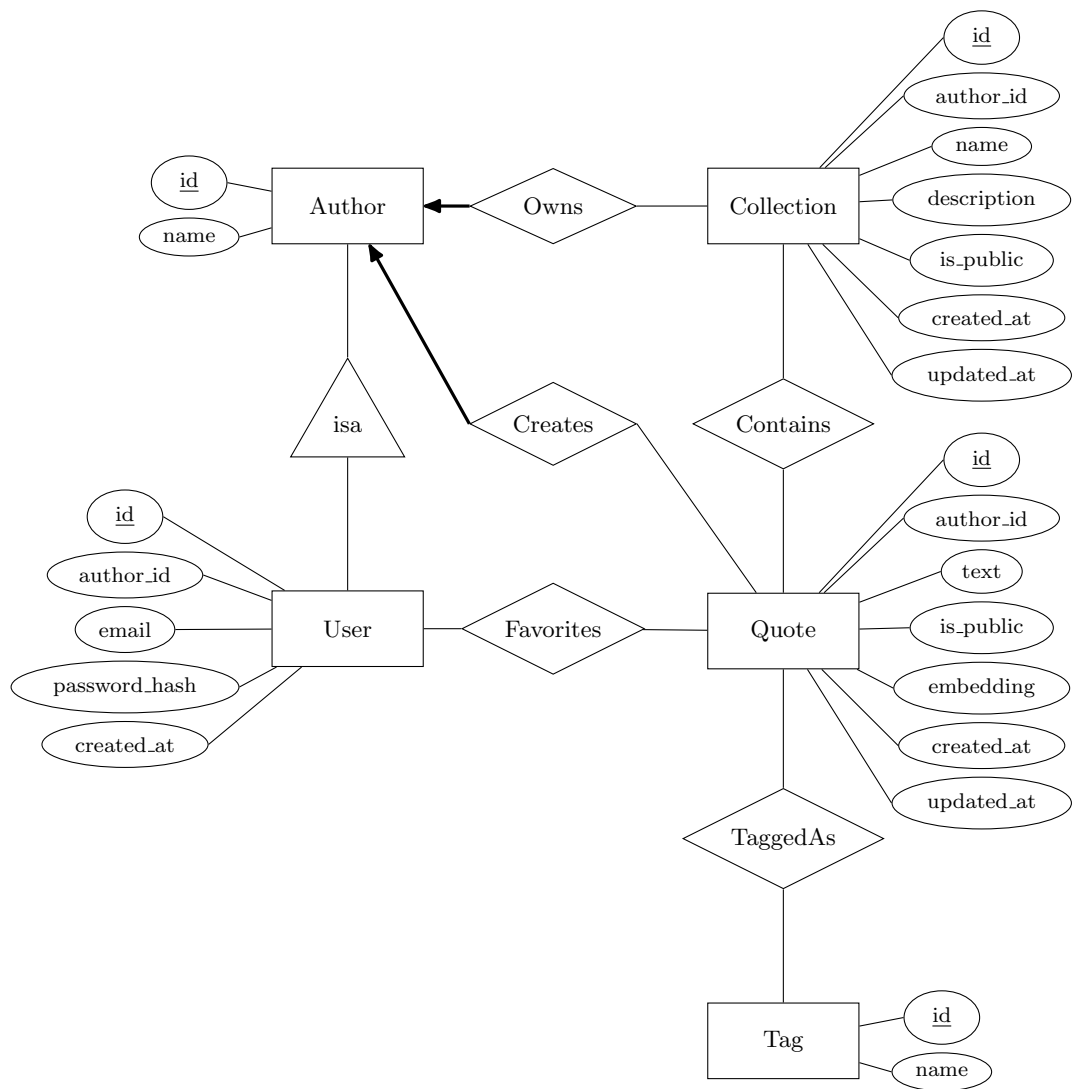 id
author_id
name
description
is_public
created_at
updated_at
id
name
Author
Owns
Collection
isa
Creates
Contains
id
author_id
email
password_hash
created_at
User
Favorites
Quote
id
author_id
text
is_public
embedding
created_at
updated_at
TaggedAs
Tag
id
name